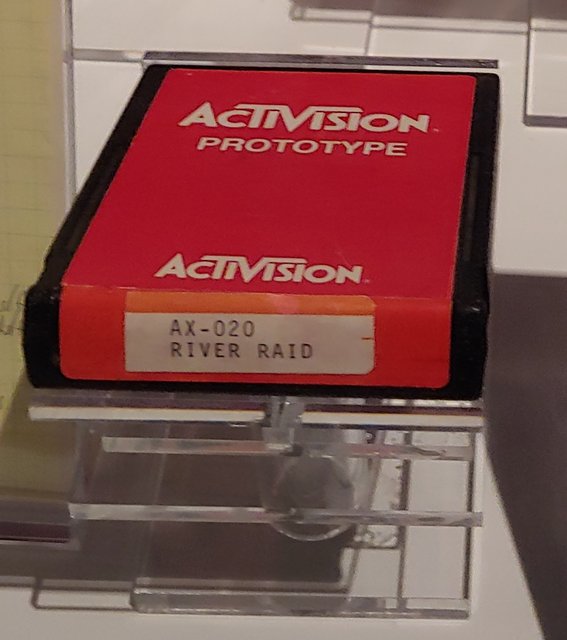 ACTIVISION
PROTOTYPE
ACTIVISION
AX-020
RIVER RAID